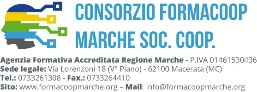 CONSORZIO FORMACOOP
MARCHE SOC. COOP.
Agenzia Formativa Accreditata Regione Marche - P.IVA 01461530436
Sede legale: Via Lorenzoni 18 (V° Piano) - 62100 Macerata (MC)
Tel.: 0733261308 - Fax.: 0733264410
Sito: www.formacoopmarche.org – Mail: info@formacoopmarche.org